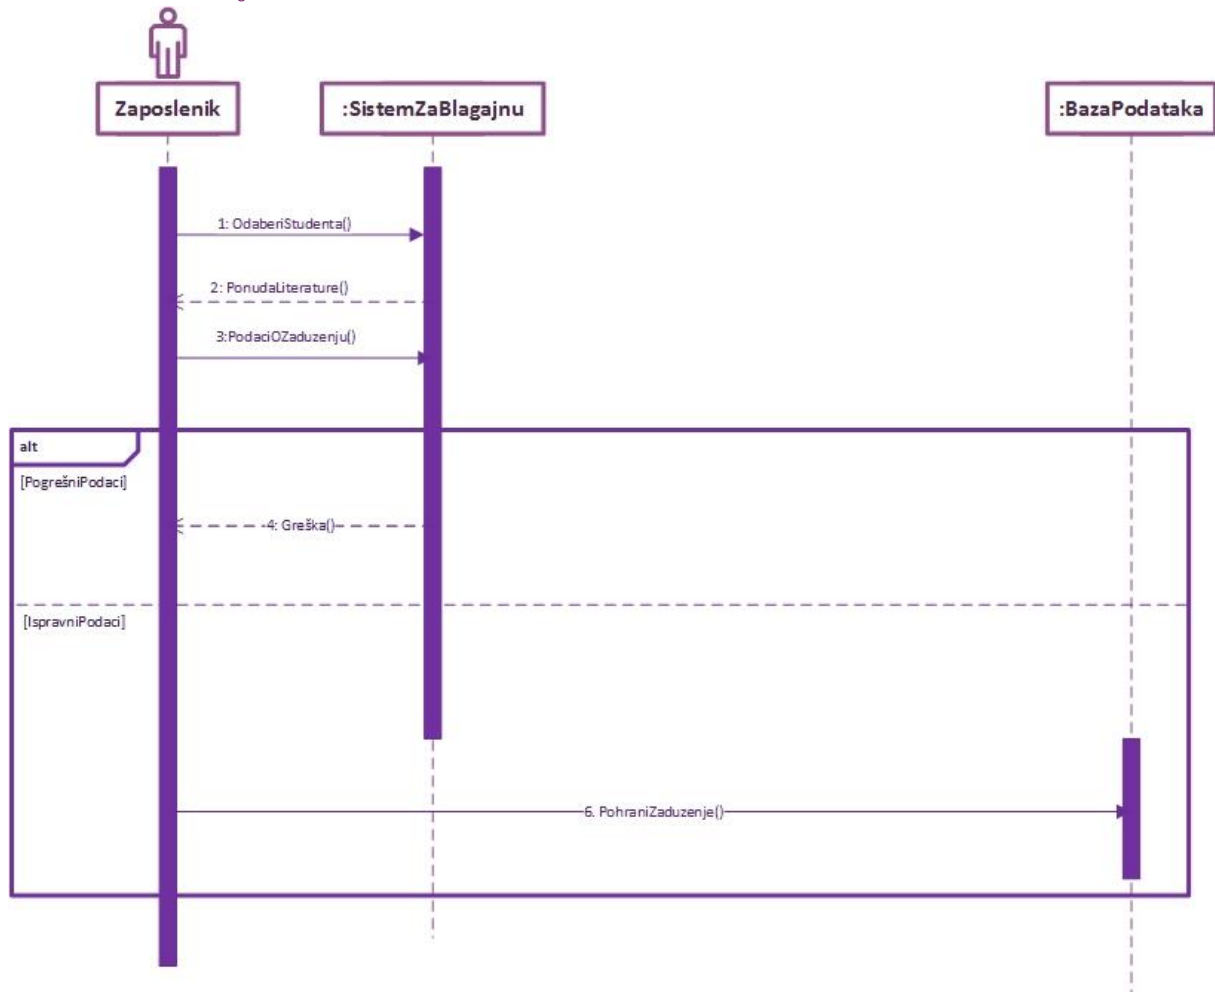 Zaposlenik
:SistemZaBlagajnu
:BazaPodataka
1: OdaberiStudenta()
2: PonudaLiterature()
3:PodaciOZaduzenju()
alt
[PogrešniPodaci]
4: Greška()
[IspravniPodaci]
6. PohraniZaduzenje()